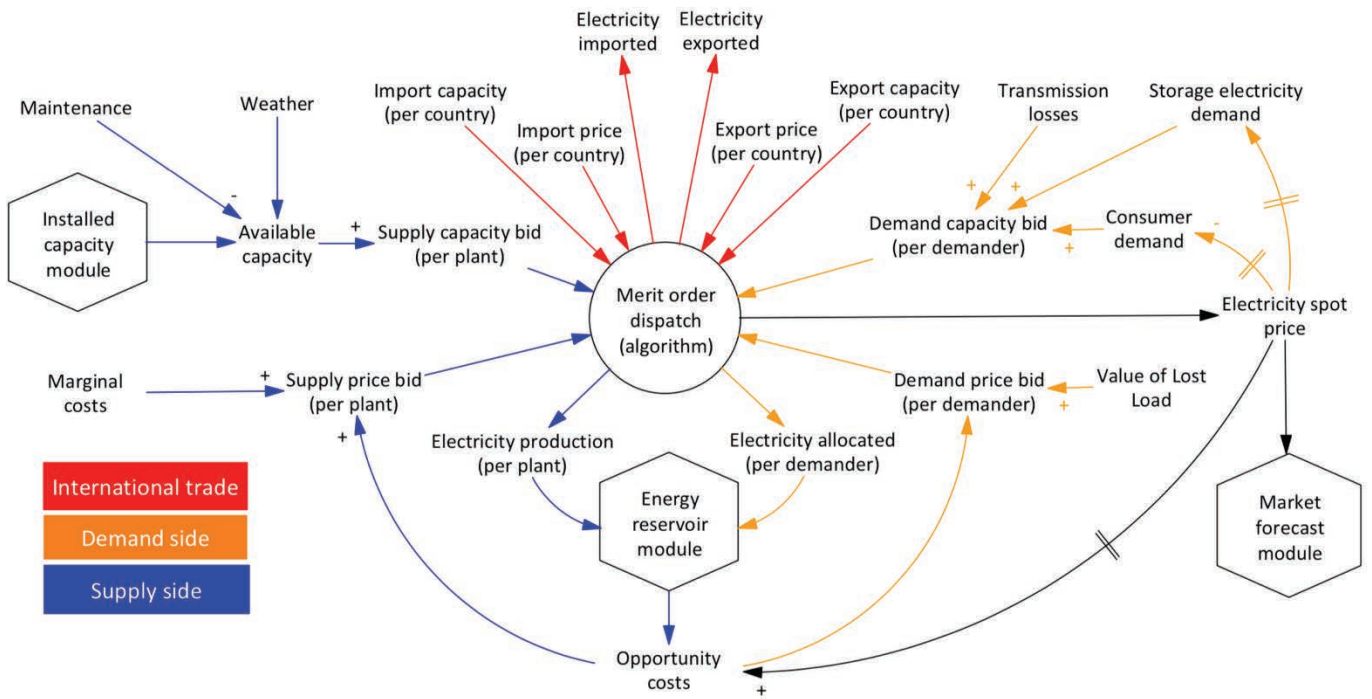 Electricity
imported
Electricity
exported
Maintenance
Weather
Import capacity
(per country)
Import price
(per country)
Export price
(per country)
Export capacity
(per country)
Transmission
losses
Storage electricity
demand
-
+
+
Installed
capacity
module
Available
capacity
+
Supply capacity bid
(per plant)
Demand capacity bid
(per demander)
+
Consumer
demand
-
Merit order
dispatch
(algorithm)
Electricity spot
price
Marginal
costs
+
Supply price bid
(per plant)
+
Demand price bid
(per demander)
+
Value of Lost
Load
Electricity production
(per plant)
Electricity allocated
(per demander)
International trade
Demand side
Supply side
Energy
reservoir
module
Market
forecast
module
Opportunity
costs
+